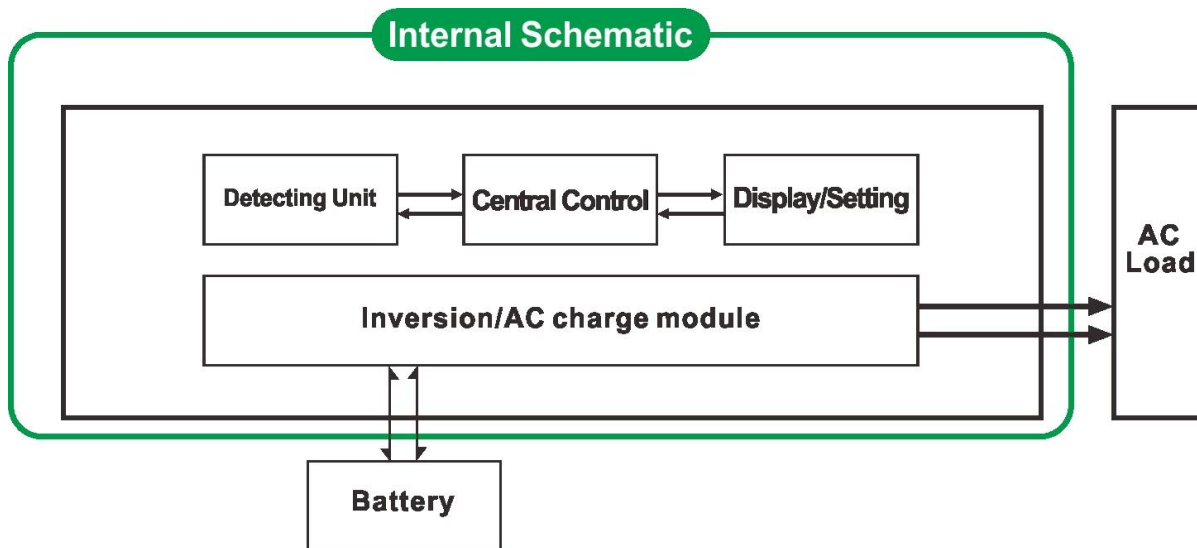 Internal Schematic
Detecting Unit
Central Control
Display/Setting
Inversion/AC charge module
AC
Load
Battery